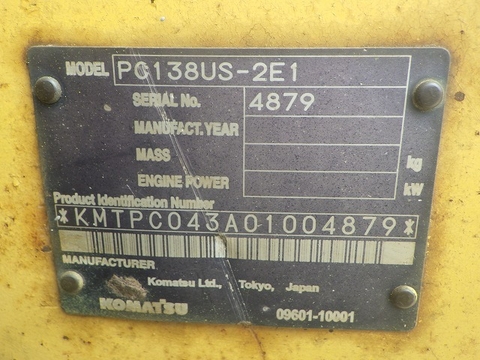 MODEL PC138US-2E1
SERIAL No. 4879
MANUFACT.YEAR
MASS kg
ENGINE POWER kW
Product Identification Number
*KMTPC043A01004879*
MANUFACTURER
Komatsu Ltd., Tokyo, Japan
KOMATSU 09601-10001